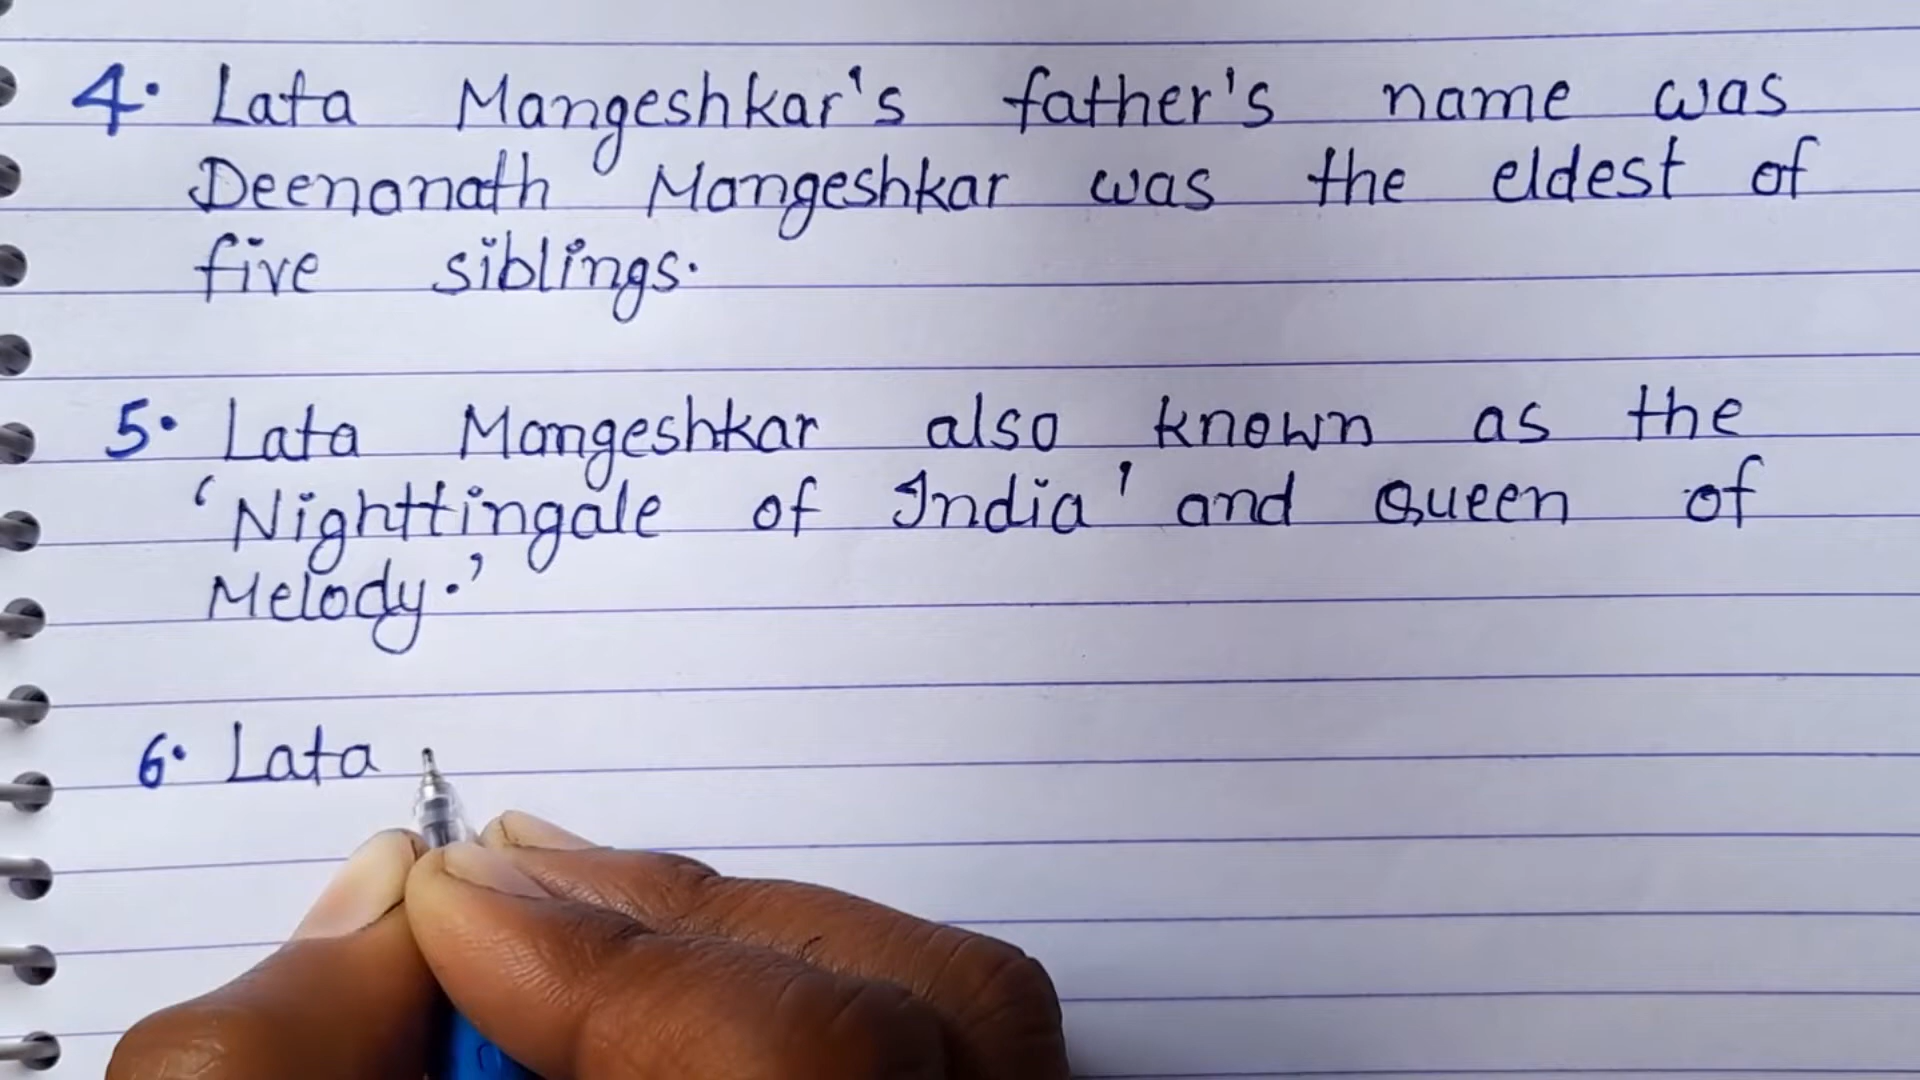 4. Lata Mangeshkar's father's name was
Deenanath Mangeshkar was the eldest of
five siblings.
5. Lata Mangeshkar also known as the
'Nighttingale of India' and Queen of
Melody.'
6. Lata